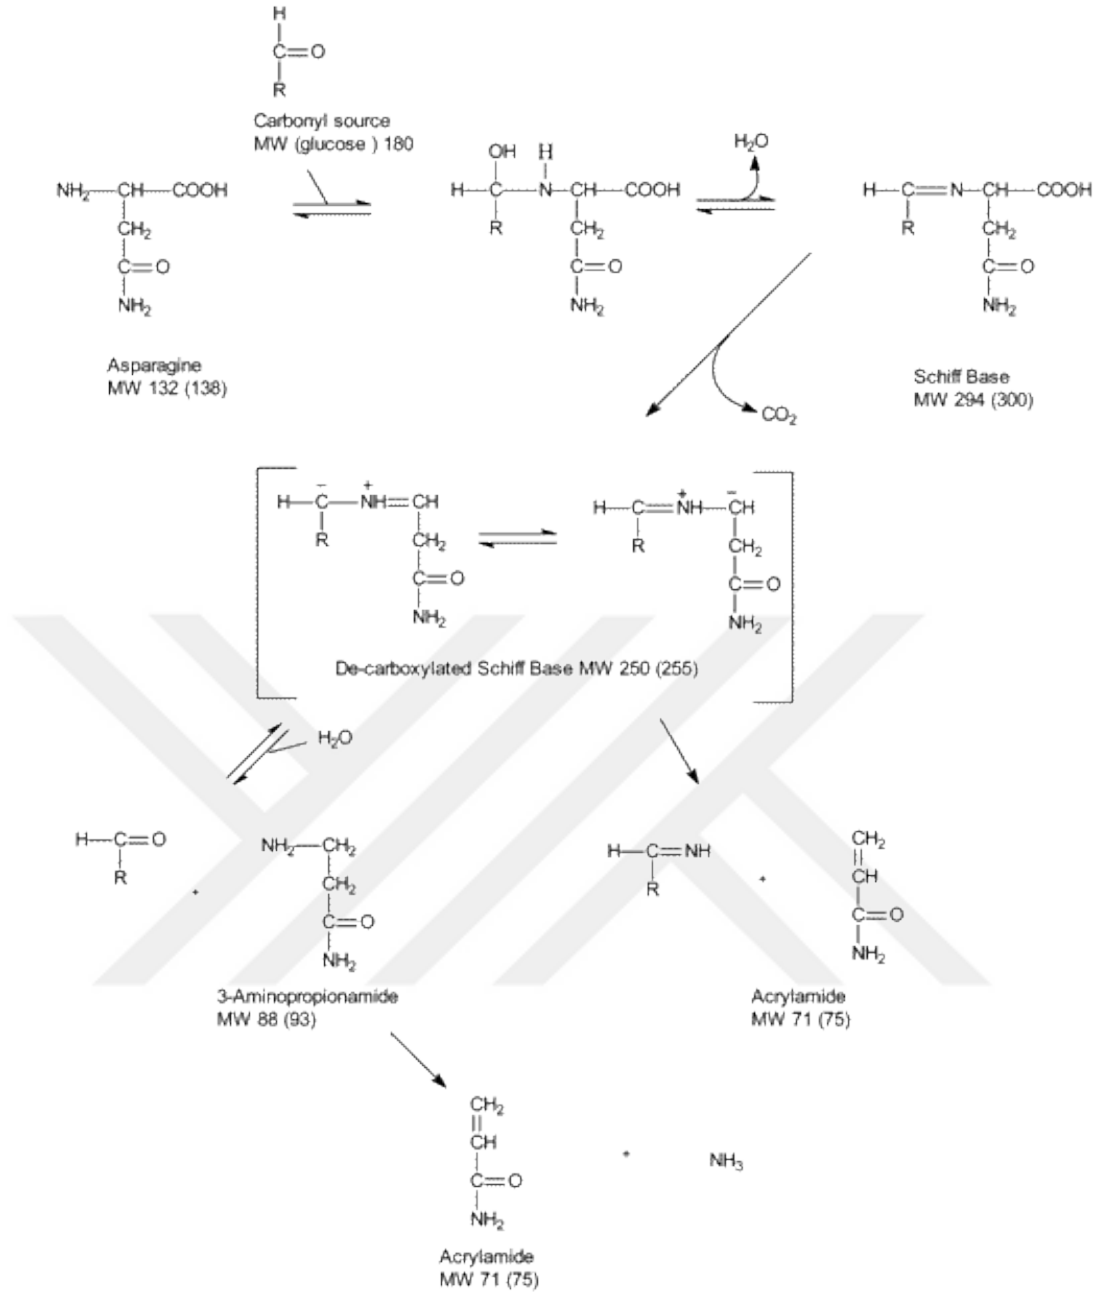 H
C=O
R
Carbonyl source
MW (glucose ) 180
NH2 CH COOH
CH2
C=O
NH2
Asparagine
MW 132 (138)
OH H
H C N CH COOH
R CH2
C=O
NH2
H2O
H C=N CH COOH
R CH2
C=O
NH2
Schiff Base
MW 294 (300)
CO2
− +
H C NH=CH
R CH2
C=O
NH2
+ −
H C=NH CH
R CH2
C=O
NH2
De-carboxylated Schiff Base MW 250 (255)
H2O
H C=O
R
+
NH2 CH2
CH2
C=O
NH2
3-Aminopropionamide
MW 88 (93)
H C=NH
R
+
CH2
CH
C=O
NH2
Acrylamide
MW 71 (75)
CH2
CH
C=O
NH2
+
NH3
Acrylamide
MW 71 (75)